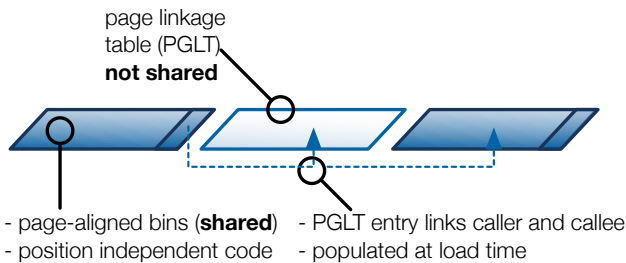 page linkage
table (PGLT)
not shared
- page-aligned bins (shared)
- position independent code
- PGLT entry links caller and callee
- populated at load time